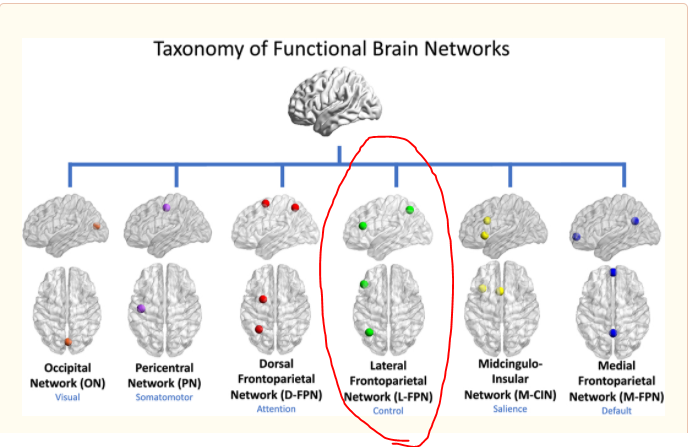 Taxonomy of Functional Brain Networks
Occipital
Network (ON)
Visual
Pericentral
Network (PN)
Somatomotor
Dorsal
Frontoparietal
Network (D-FPN)
Attention
Lateral
Frontoparietal
Network (L-FPN)
Control
Midcingulo-
Insular
Network (M-CIN)
Salience
Medial
Frontoparietal
Network (M-FPN)
Default